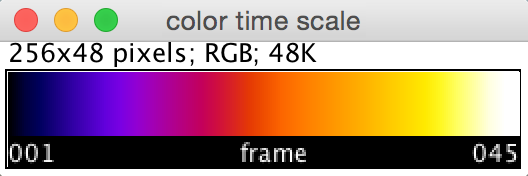 color time scale
256x48 pixels; RGB; 48K
001 frame 045